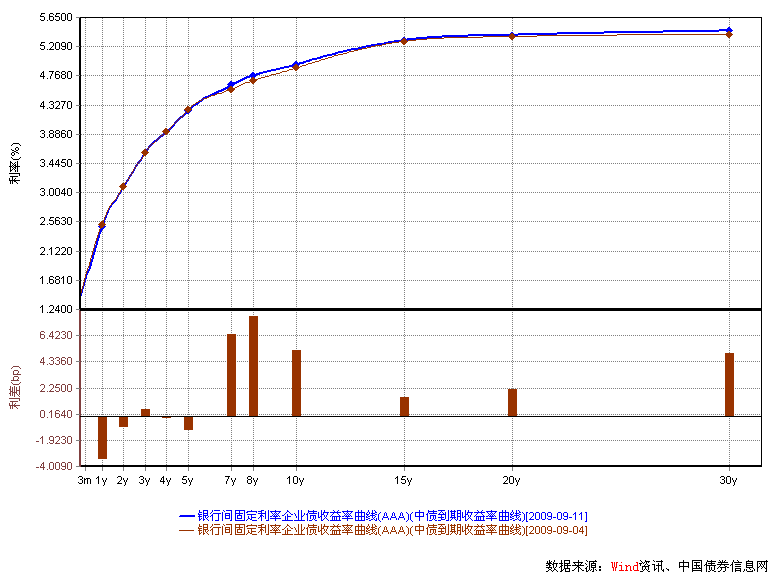 5.6500
5.2090
4.7680
4.3270
3.8860
3.4450
3.0040
2.5630
2.1220
1.6810
1.2400
利率(%)
6.4230
4.3360
2.2500
0.1640
-1.9230
-4.0090
利差(bp)
3m 1y 2y 3y 4y 5y 7y 8y 10y 15y 20y 30y
银行间固定利率企业债收益率曲线(AAA)(中债到期收益率曲线)[2009-09-11]
银行间固定利率企业债收益率曲线(AAA)(中债到期收益率曲线)[2009-09-04]
数据来源：Wind资讯、中国债券信息网